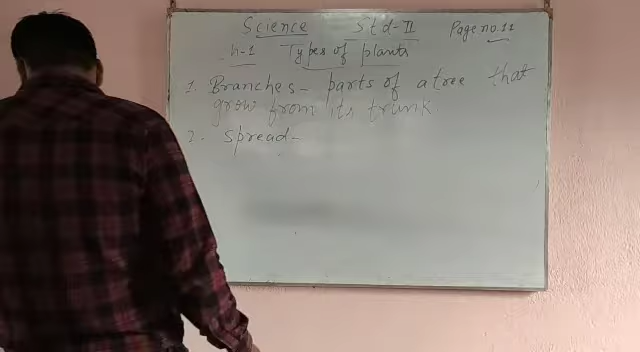 Science Std-II Page no. 11
h-1 Types of plants
1. Branches- parts of a tree that
grow from its trunk.
2. Spread-